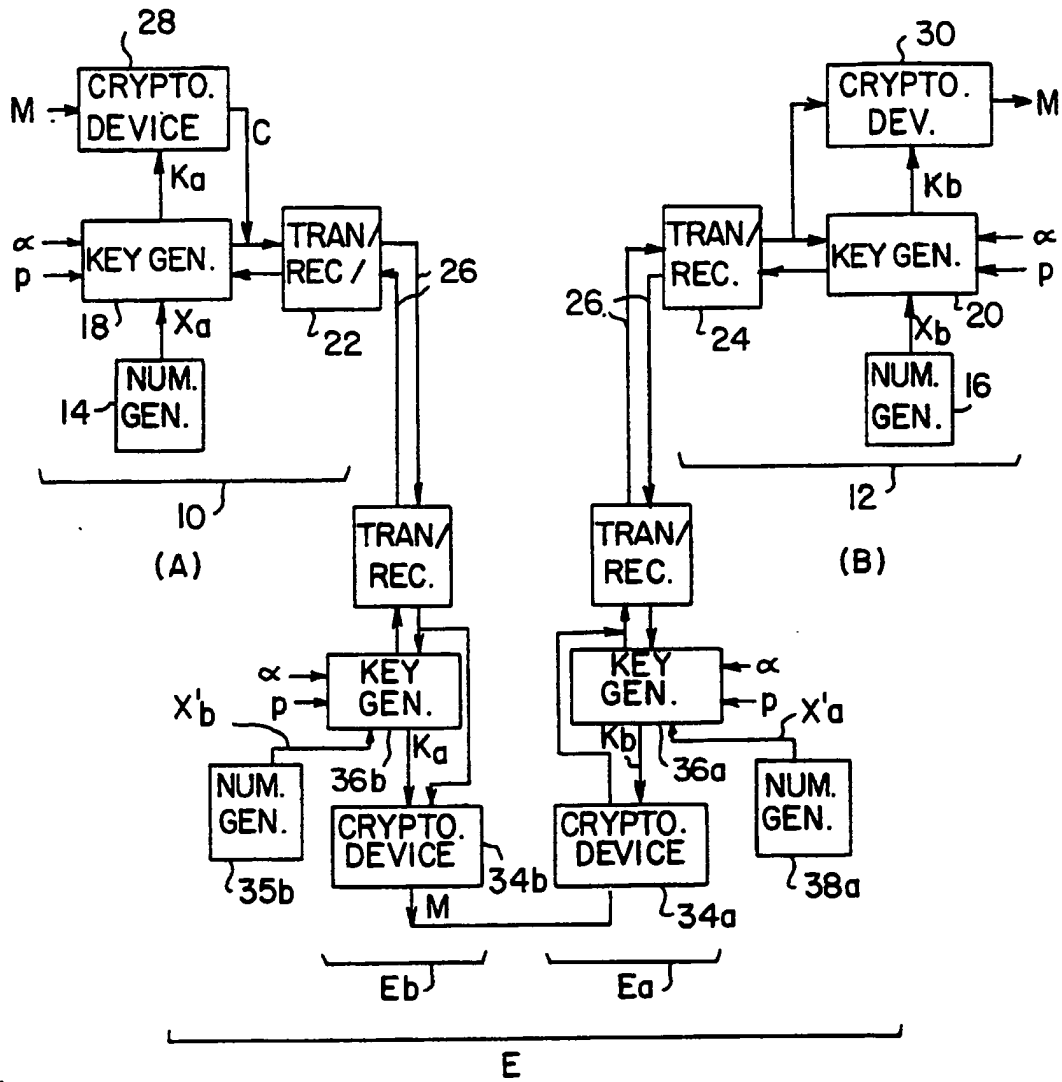 28
CRYPTO.
DEVICE
M
C
Ka
∝
p
KEY GEN.
18
Xa
TRAN/
REC/
22
26
NUM.
GEN.
14
10
(A)
30
CRYPTO.
DEV.
M
Kb
TRAN/
REC.
24
26
KEY GEN.
∝
p
20
Xb
NUM.
GEN.
16
12
(B)
TRAN/
REC.
∝
p
KEY
GEN.
X'b
36b
Ka
NUM.
GEN.
35b
CRYPTO.
DEVICE
34b
M
Eb
TRAN/
REC.
KEY
GEN.
∝
p
X'a
Kb
36a
NUM.
GEN.
38a
CRYPTO.
DEVICE
34a
Ea
E